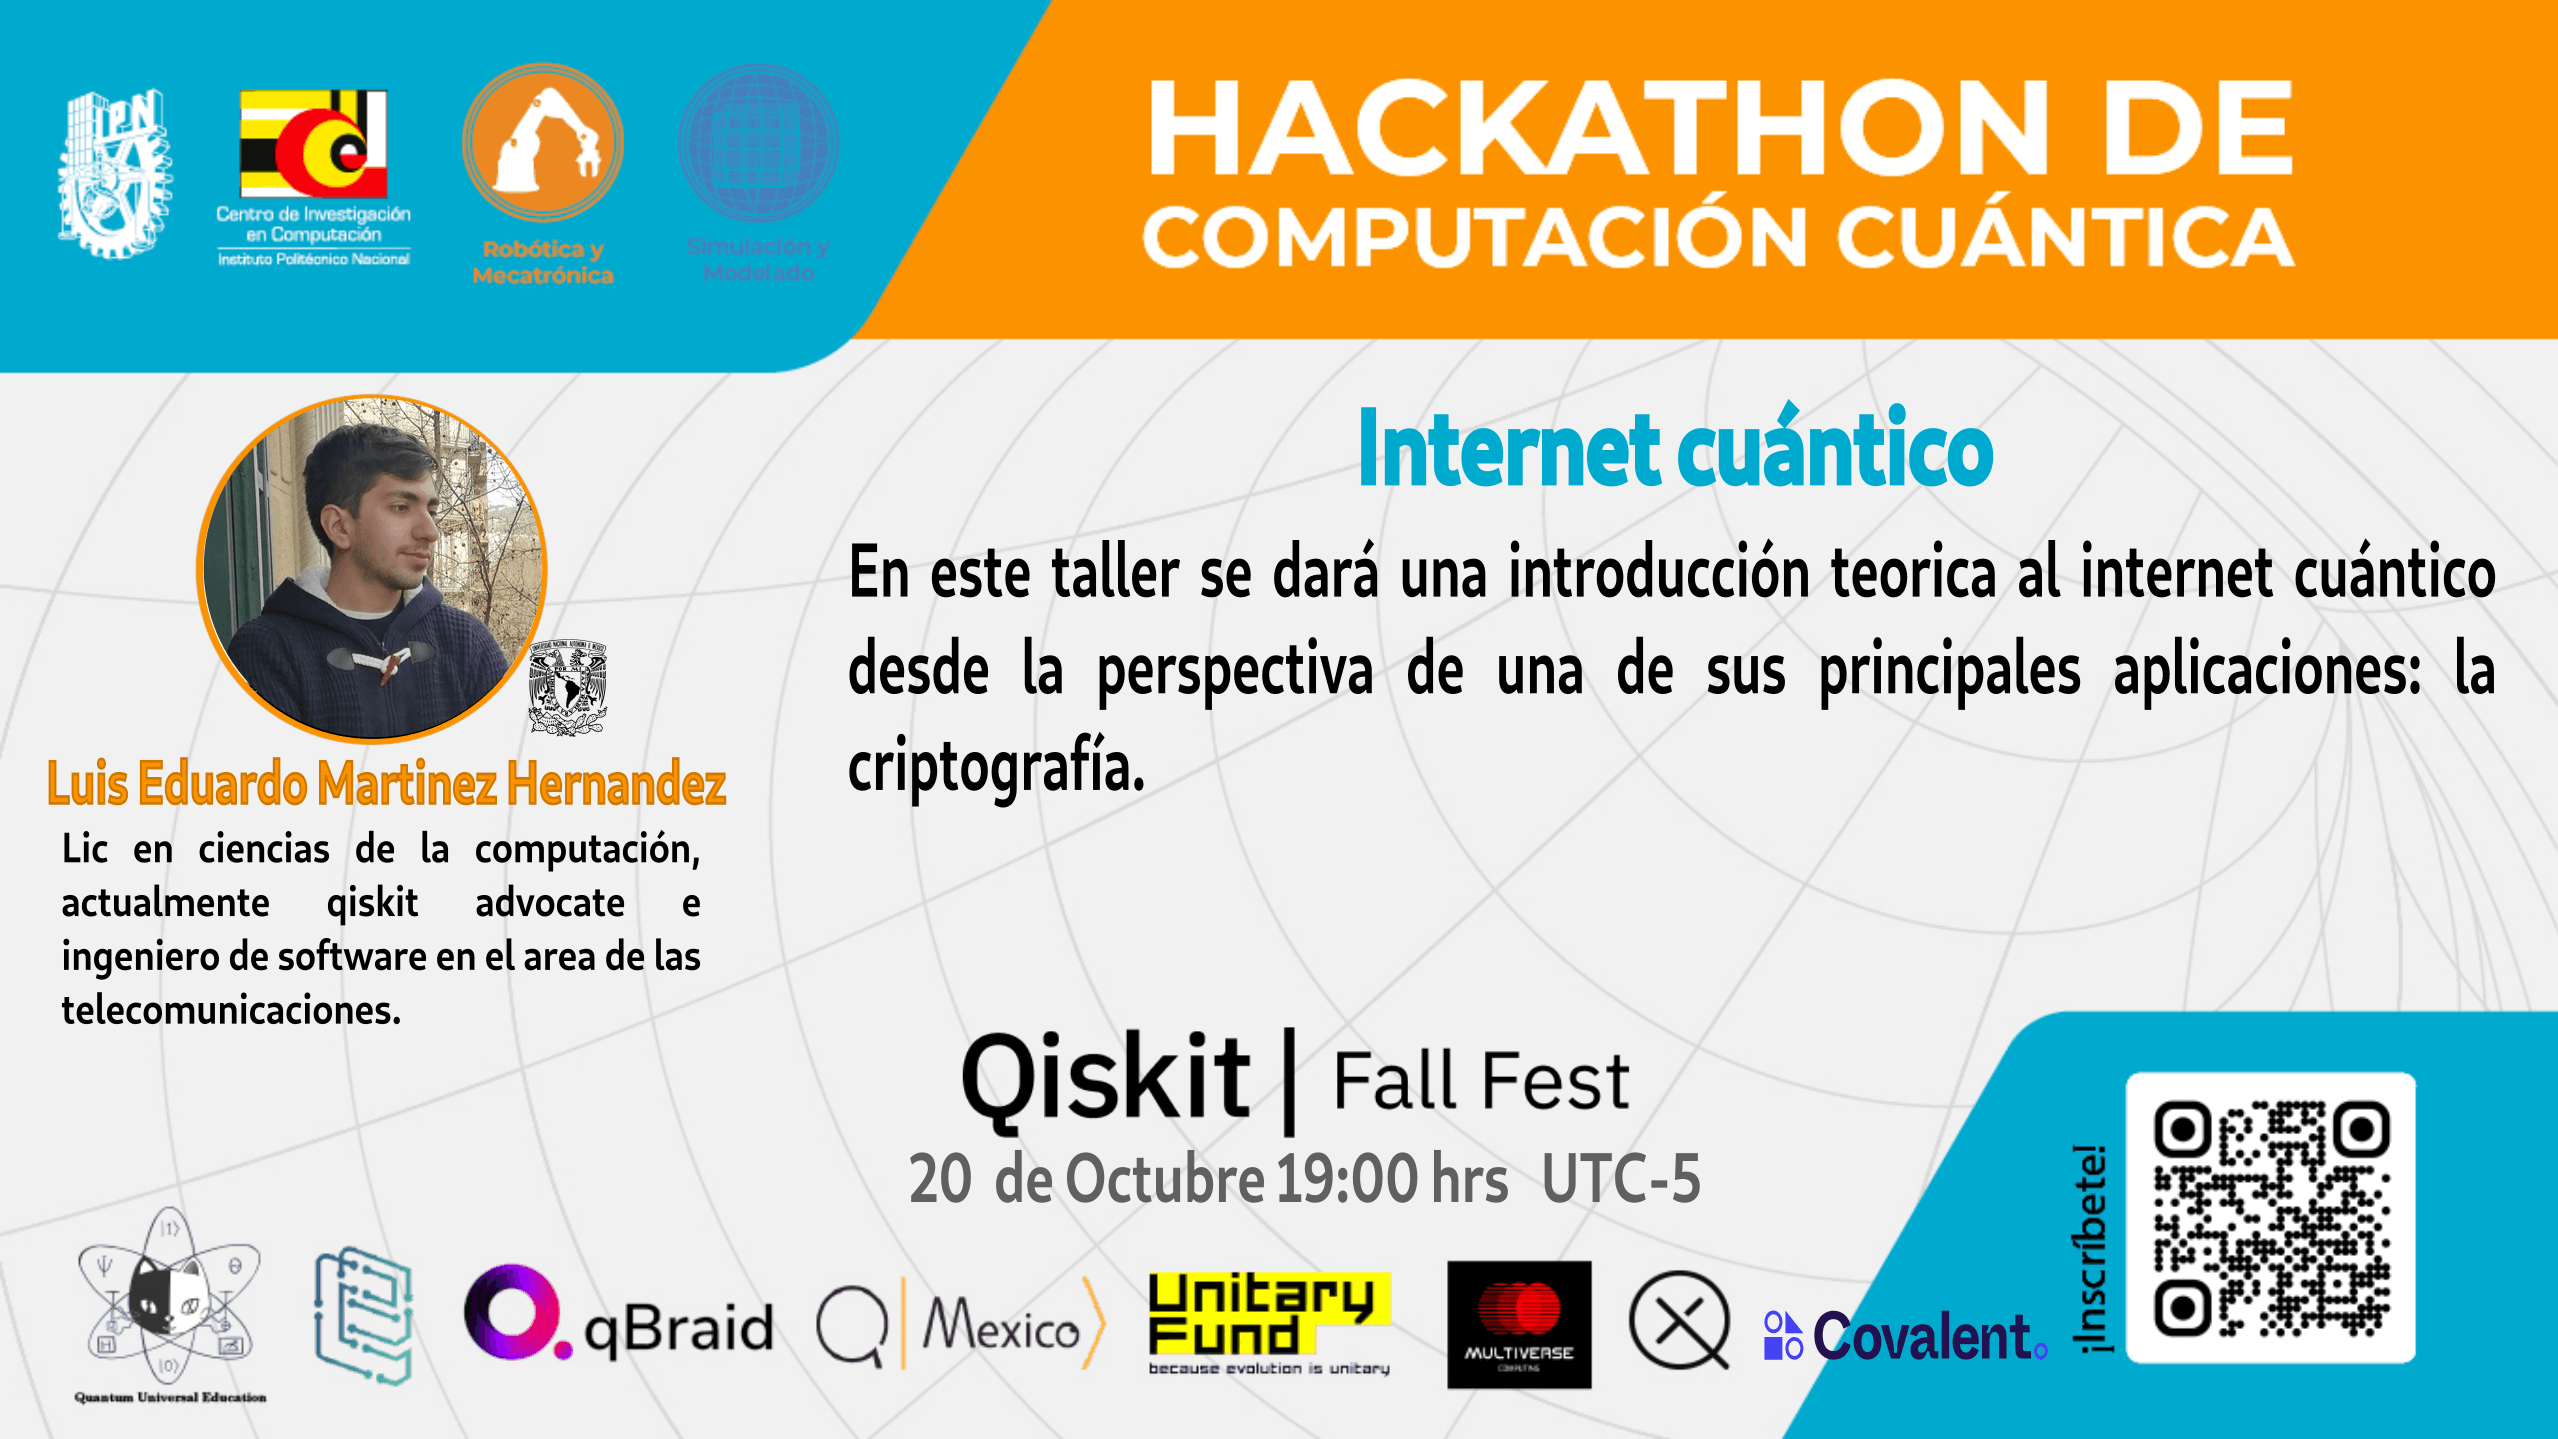 IPN
Centro de Investigación
en Computación
Instituto Politécnico Nacional
Robótica y
Mecatrónica
Simulación y
Modelado
HACKATHON DE
COMPUTACIÓN CUÁNTICA
Luis Eduardo Martinez Hernandez
Lic en ciencias de la computación,
actualmente qiskit advocate e
ingeniero de software en el area de las
telecomunicaciones.
Internet cuántico
En este taller se dará una introducción teorica al internet cuántico
desde la perspectiva de una de sus principales aplicaciones: la
criptografía.
Qiskit | Fall Fest
20 de Octubre 19:00 hrs UTC-5
¡Inscríbete!
|1⟩
Ψ
Θ
H
|0⟩
Quantum Universal Education
qBraid
Q|Mexico⟩
Unitary
Fund
because evolution is unitary
MULTIVERSE
COMPUTING
Covalent